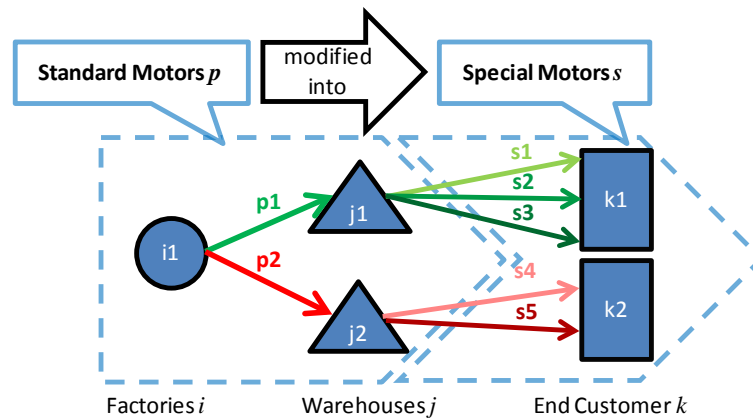 Standard Motors p
modified
into
Special Motors s
s1
s2
s3
p1
j1
k1
i1
p2
s4
s5
j2
k2
Factories i
Warehouses j
End Customer k